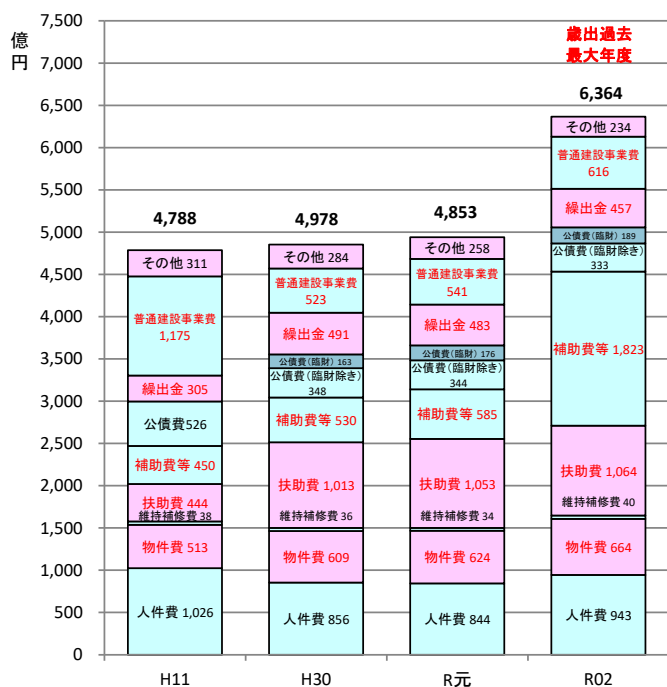 億
円
7,500
7,000
6,500
6,000
5,500
5,000
4,500
4,000
3,500
3,000
2,500
2,000
1,500
1,000
500
0
4,788
その他 311
普通建設事業費
1,175
繰出金 305
公債費526
補助費等 450
扶助費 444
維持補修費 38
物件費 513
人件費 1,026
H11
4,978
その他 284
普通建設事業費
523
繰出金 491
公債費(臨財) 163
公債費(臨財除き)
348
補助費等 530
扶助費 1,013
維持補修費 36
物件費 609
人件費 856
H30
4,853
その他 258
普通建設事業費
541
繰出金 483
公債費(臨財) 176
公債費(臨財除き)
344
補助費等 585
扶助費 1,053
維持補修費 34
物件費 624
人件費 844
R元
歳出過去
最大年度
6,364
その他 234
普通建設事業費
616
繰出金 457
公債費(臨財) 189
公債費(臨財除き)
333
補助費等 1,823
扶助費 1,064
維持補修費 40
物件費 664
人件費 943
R02